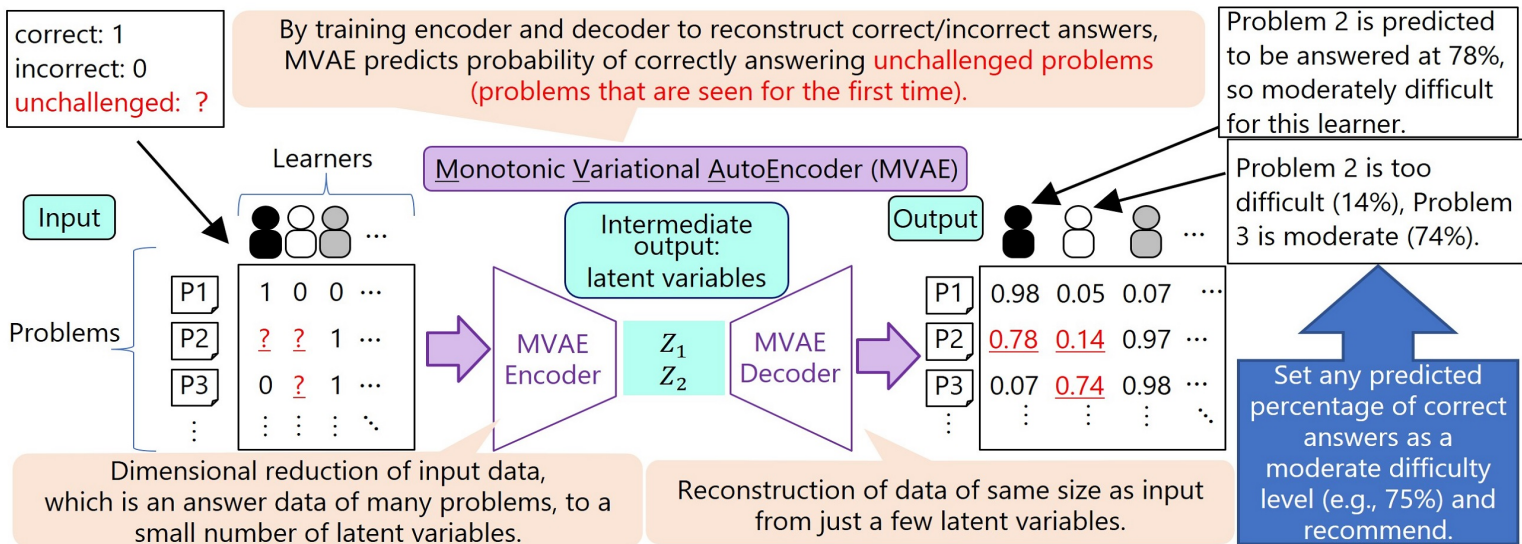 correct: 1
incorrect: 0
unchallenged: ?
By training encoder and decoder to reconstruct correct/incorrect answers,
MVAE predicts probability of correctly answering unchallenged problems
(problems that are seen for the first time).
Problem 2 is predicted
to be answered at 78%,
so moderately difficult
for this learner.
Problem 2 is too
difficult (14%), Problem
3 is moderate (74%).
Learners
Monotonic Variational AutoEncoder (MVAE)
Input
...
Intermediate
output:
latent variables
Output
...
Problems
P1
1 0 0 ...
P2
? ? 1 ...
P3
0 ? 1 ...
⋮
⋮ ⋮ ⋮ ⋱
MVAE
Encoder
Z1
Z2
MVAE
Decoder
P1
0.98 0.05 0.07 ...
P2
0.78 0.14 0.97 ...
P3
0.07 0.74 0.98 ...
⋮
⋮ ⋮ ⋮ ⋱
Set any predicted
percentage of correct
answers as a
moderate difficulty
level (e.g., 75%) and
recommend.
Dimensional reduction of input data,
which is an answer data of many problems, to a
small number of latent variables.
Reconstruction of data of same size as input
from just a few latent variables.